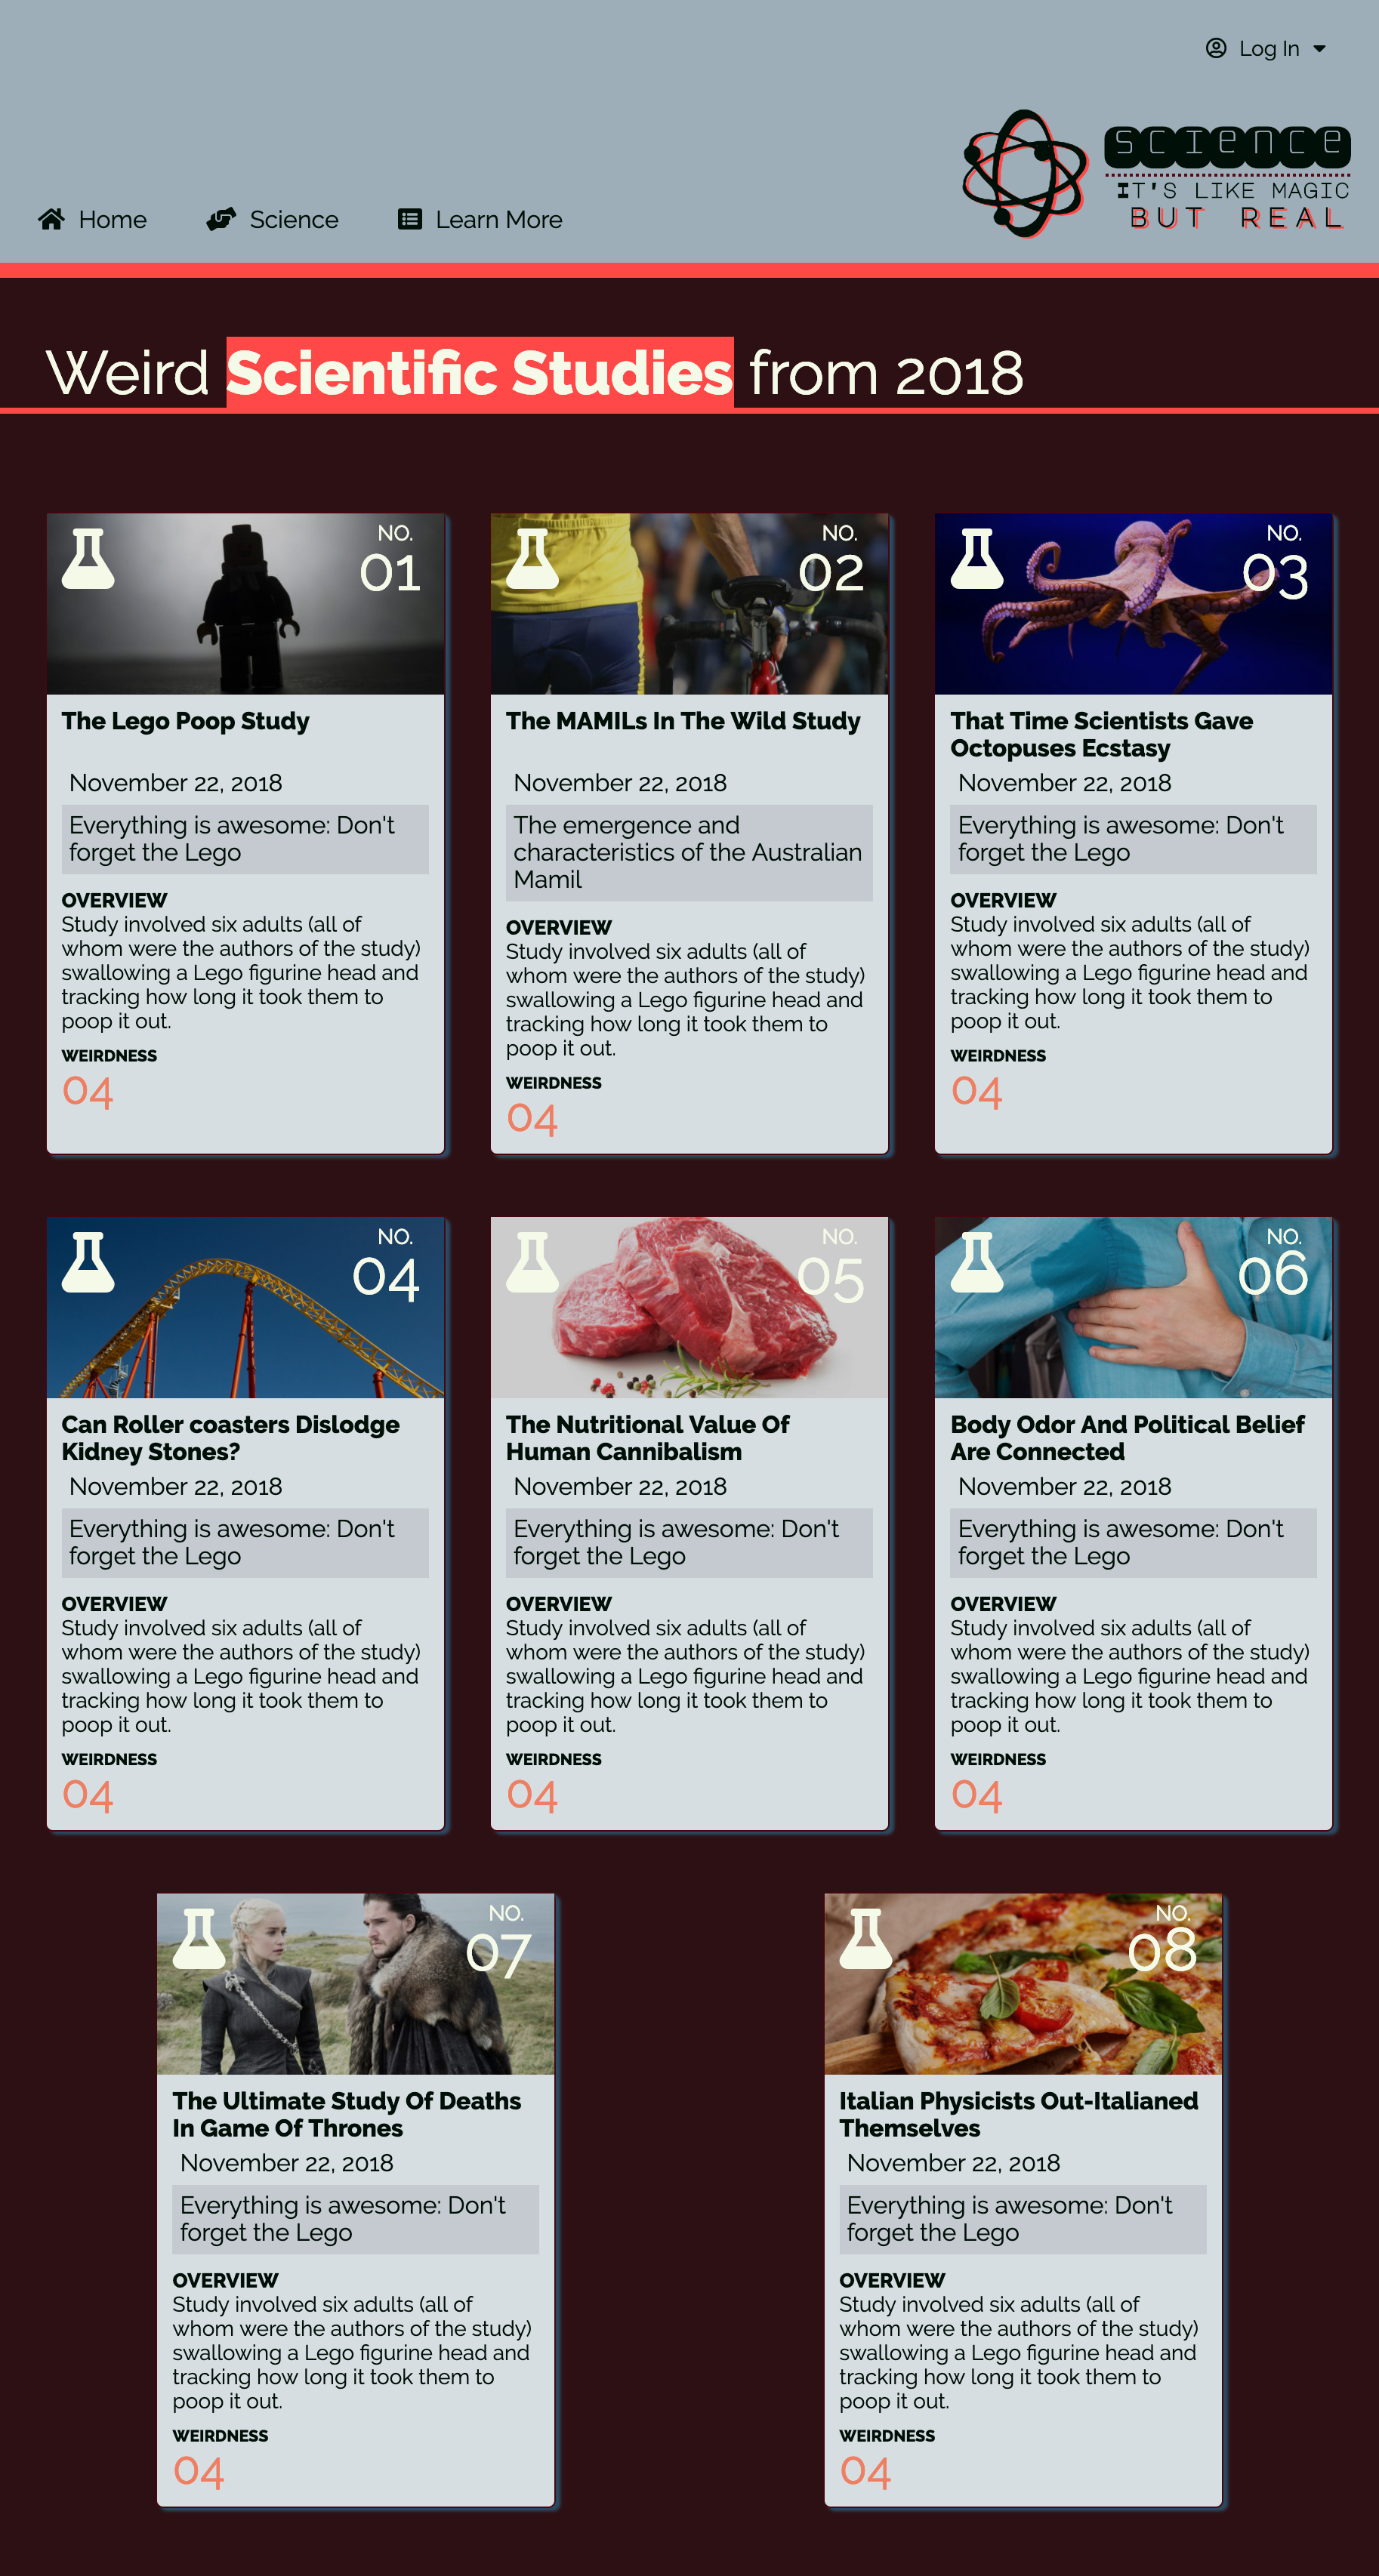 Log In
SCIENCE
IT'S LIKE MAGIC
BUT REAL
Home
Science
Learn More
Weird Scientific Studies from 2018
NO.
01
The Lego Poop Study
November 22, 2018
Everything is awesome: Don't
forget the Lego
OVERVIEW
Study involved six adults (all of
whom were the authors of the study)
swallowing a Lego figurine head and
tracking how long it took them to
poop it out.
WEIRDNESS
04
NO.
02
The MAMILs In The Wild Study
November 22, 2018
The emergence and
characteristics of the Australian
Mamil
OVERVIEW
Study involved six adults (all of
whom were the authors of the study)
swallowing a Lego figurine head and
tracking how long it took them to
poop it out.
WEIRDNESS
04
NO.
03
That Time Scientists Gave
Octopuses Ecstasy
November 22, 2018
Everything is awesome: Don't
forget the Lego
OVERVIEW
Study involved six adults (all of
whom were the authors of the study)
swallowing a Lego figurine head and
tracking how long it took them to
poop it out.
WEIRDNESS
04
NO.
04
Can Roller coasters Dislodge
Kidney Stones?
November 22, 2018
Everything is awesome: Don't
forget the Lego
OVERVIEW
Study involved six adults (all of
whom were the authors of the study)
swallowing a Lego figurine head and
tracking how long it took them to
poop it out.
WEIRDNESS
04
NO.
05
The Nutritional Value Of
Human Cannibalism
November 22, 2018
Everything is awesome: Don't
forget the Lego
OVERVIEW
Study involved six adults (all of
whom were the authors of the study)
swallowing a Lego figurine head and
tracking how long it took them to
poop it out.
WEIRDNESS
04
NO.
06
Body Odor And Political Belief
Are Connected
November 22, 2018
Everything is awesome: Don't
forget the Lego
OVERVIEW
Study involved six adults (all of
whom were the authors of the study)
swallowing a Lego figurine head and
tracking how long it took them to
poop it out.
WEIRDNESS
04
NO.
07
The Ultimate Study Of Deaths
In Game Of Thrones
November 22, 2018
Everything is awesome: Don't
forget the Lego
OVERVIEW
Study involved six adults (all of
whom were the authors of the study)
swallowing a Lego figurine head and
tracking how long it took them to
poop it out.
WEIRDNESS
04
NO.
08
Italian Physicists Out-Italianed
Themselves
November 22, 2018
Everything is awesome: Don't
forget the Lego
OVERVIEW
Study involved six adults (all of
whom were the authors of the study)
swallowing a Lego figurine head and
tracking how long it took them to
poop it out.
WEIRDNESS
04